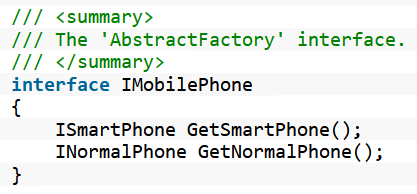 /// <summary>
/// The 'AbstractFactory' interface.
/// </summary>
interface IMobilePhone
{
    ISmartPhone GetSmartPhone();
    INormalPhone GetNormalPhone();
}